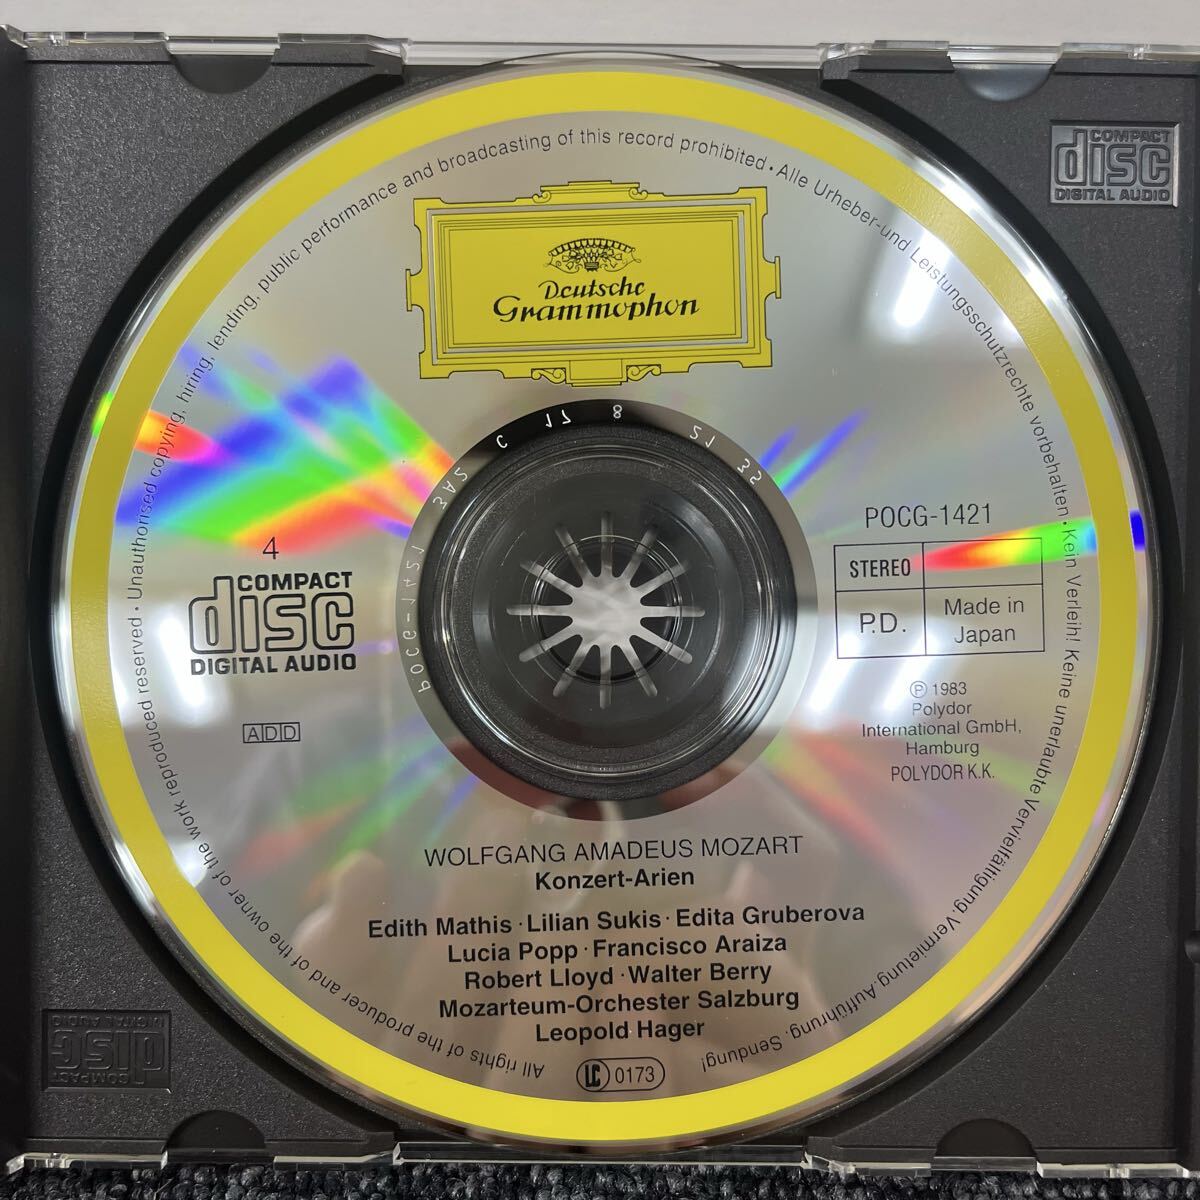 COMPACT
disc
DIGITAL AUDIO
Deutsche
Grammophon
4
COMPACT
disc
DIGITAL AUDIO
ADD
POCG-1421
STEREO
P.D.
Made in
Japan
℗ 1983
Polydor
International GmbH,
Hamburg
POLYDOR K.K.
WOLFGANG AMADEUS MOZART
Konzert-Arien
Edith Mathis · Lilian Sukis · Edita Gruberova
Lucia Popp · Francisco Araiza
Robert Lloyd · Walter Berry
Mozarteum-Orchester Salzburg
Leopold Hager
LC 0173
All rights of the producer and of the owner of the work reproduced reserved · Unauthorised copying, hiring, lending, public performance and broadcasting of this record prohibited · Alle Urheber-und Leistungsschutzrechte vorbehalten · Kein Verleih! Keine unerlaubte Vervielfältigung, Vermietung, Aufführung, Sendung!
POCG-1421
COMPACT
disc
DIGITAL AUDIO